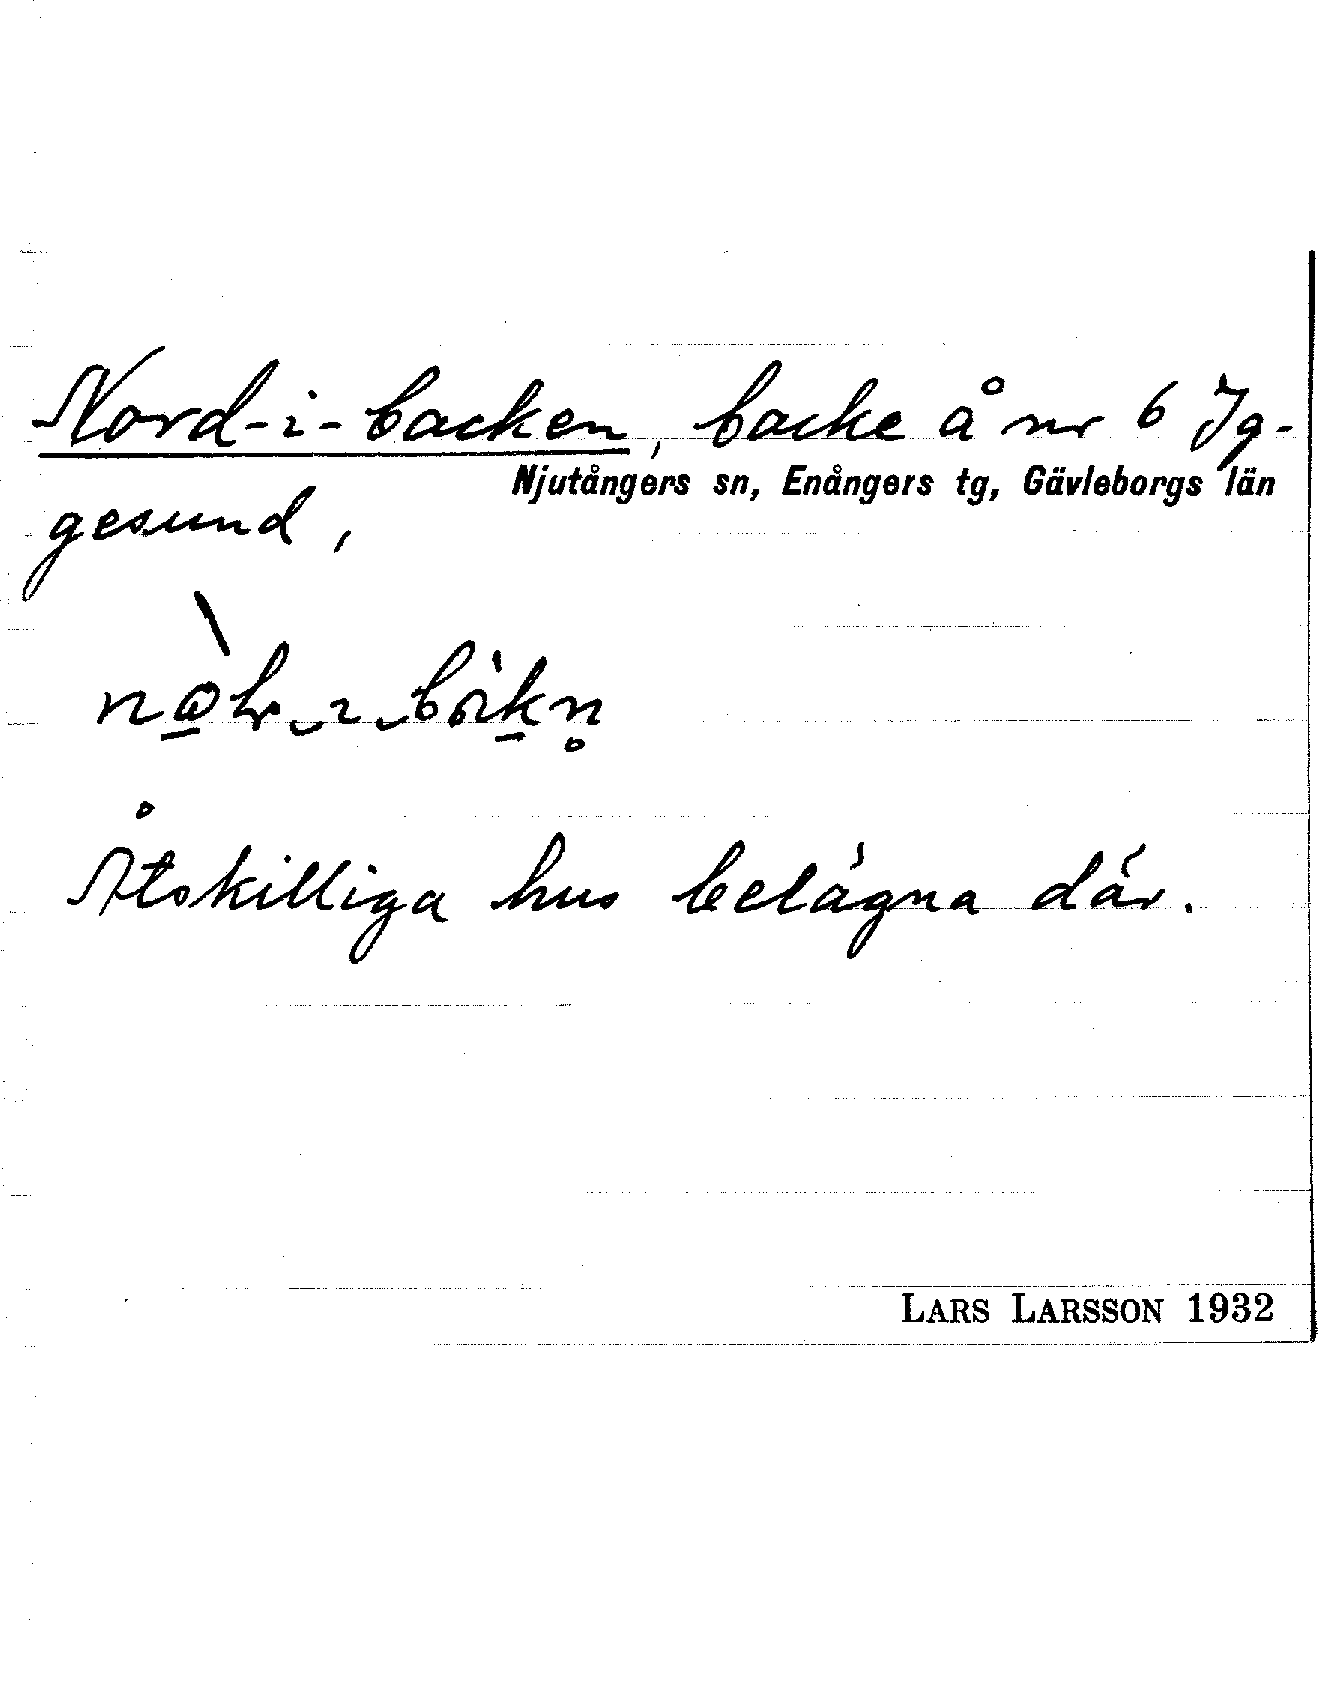 Nord-i-backen, backe å nr 6 Ig-
Njutångers sn, Enångers tg, Gävleborgs län
gesund,
Åtskilliga hus belägna där.
LARS LARSSON 1932